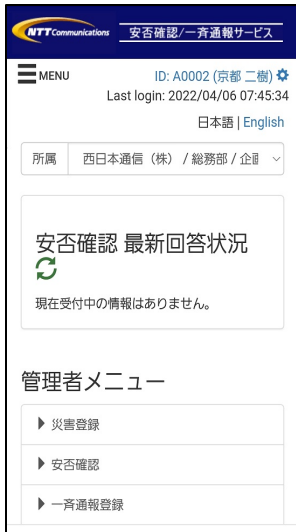 NTT Communications 安否確認/一斉通報サービス
MENU ID: A0002 (京都 二樹)
Last login: 2022/04/06 07:45:34
日本語 | English
所属 西日本通信（株） / 総務部 / 企画
安否確認 最新回答状況
現在受付中の情報はありません。
管理者メニュー
災害登録
安否確認
一斉通報登録